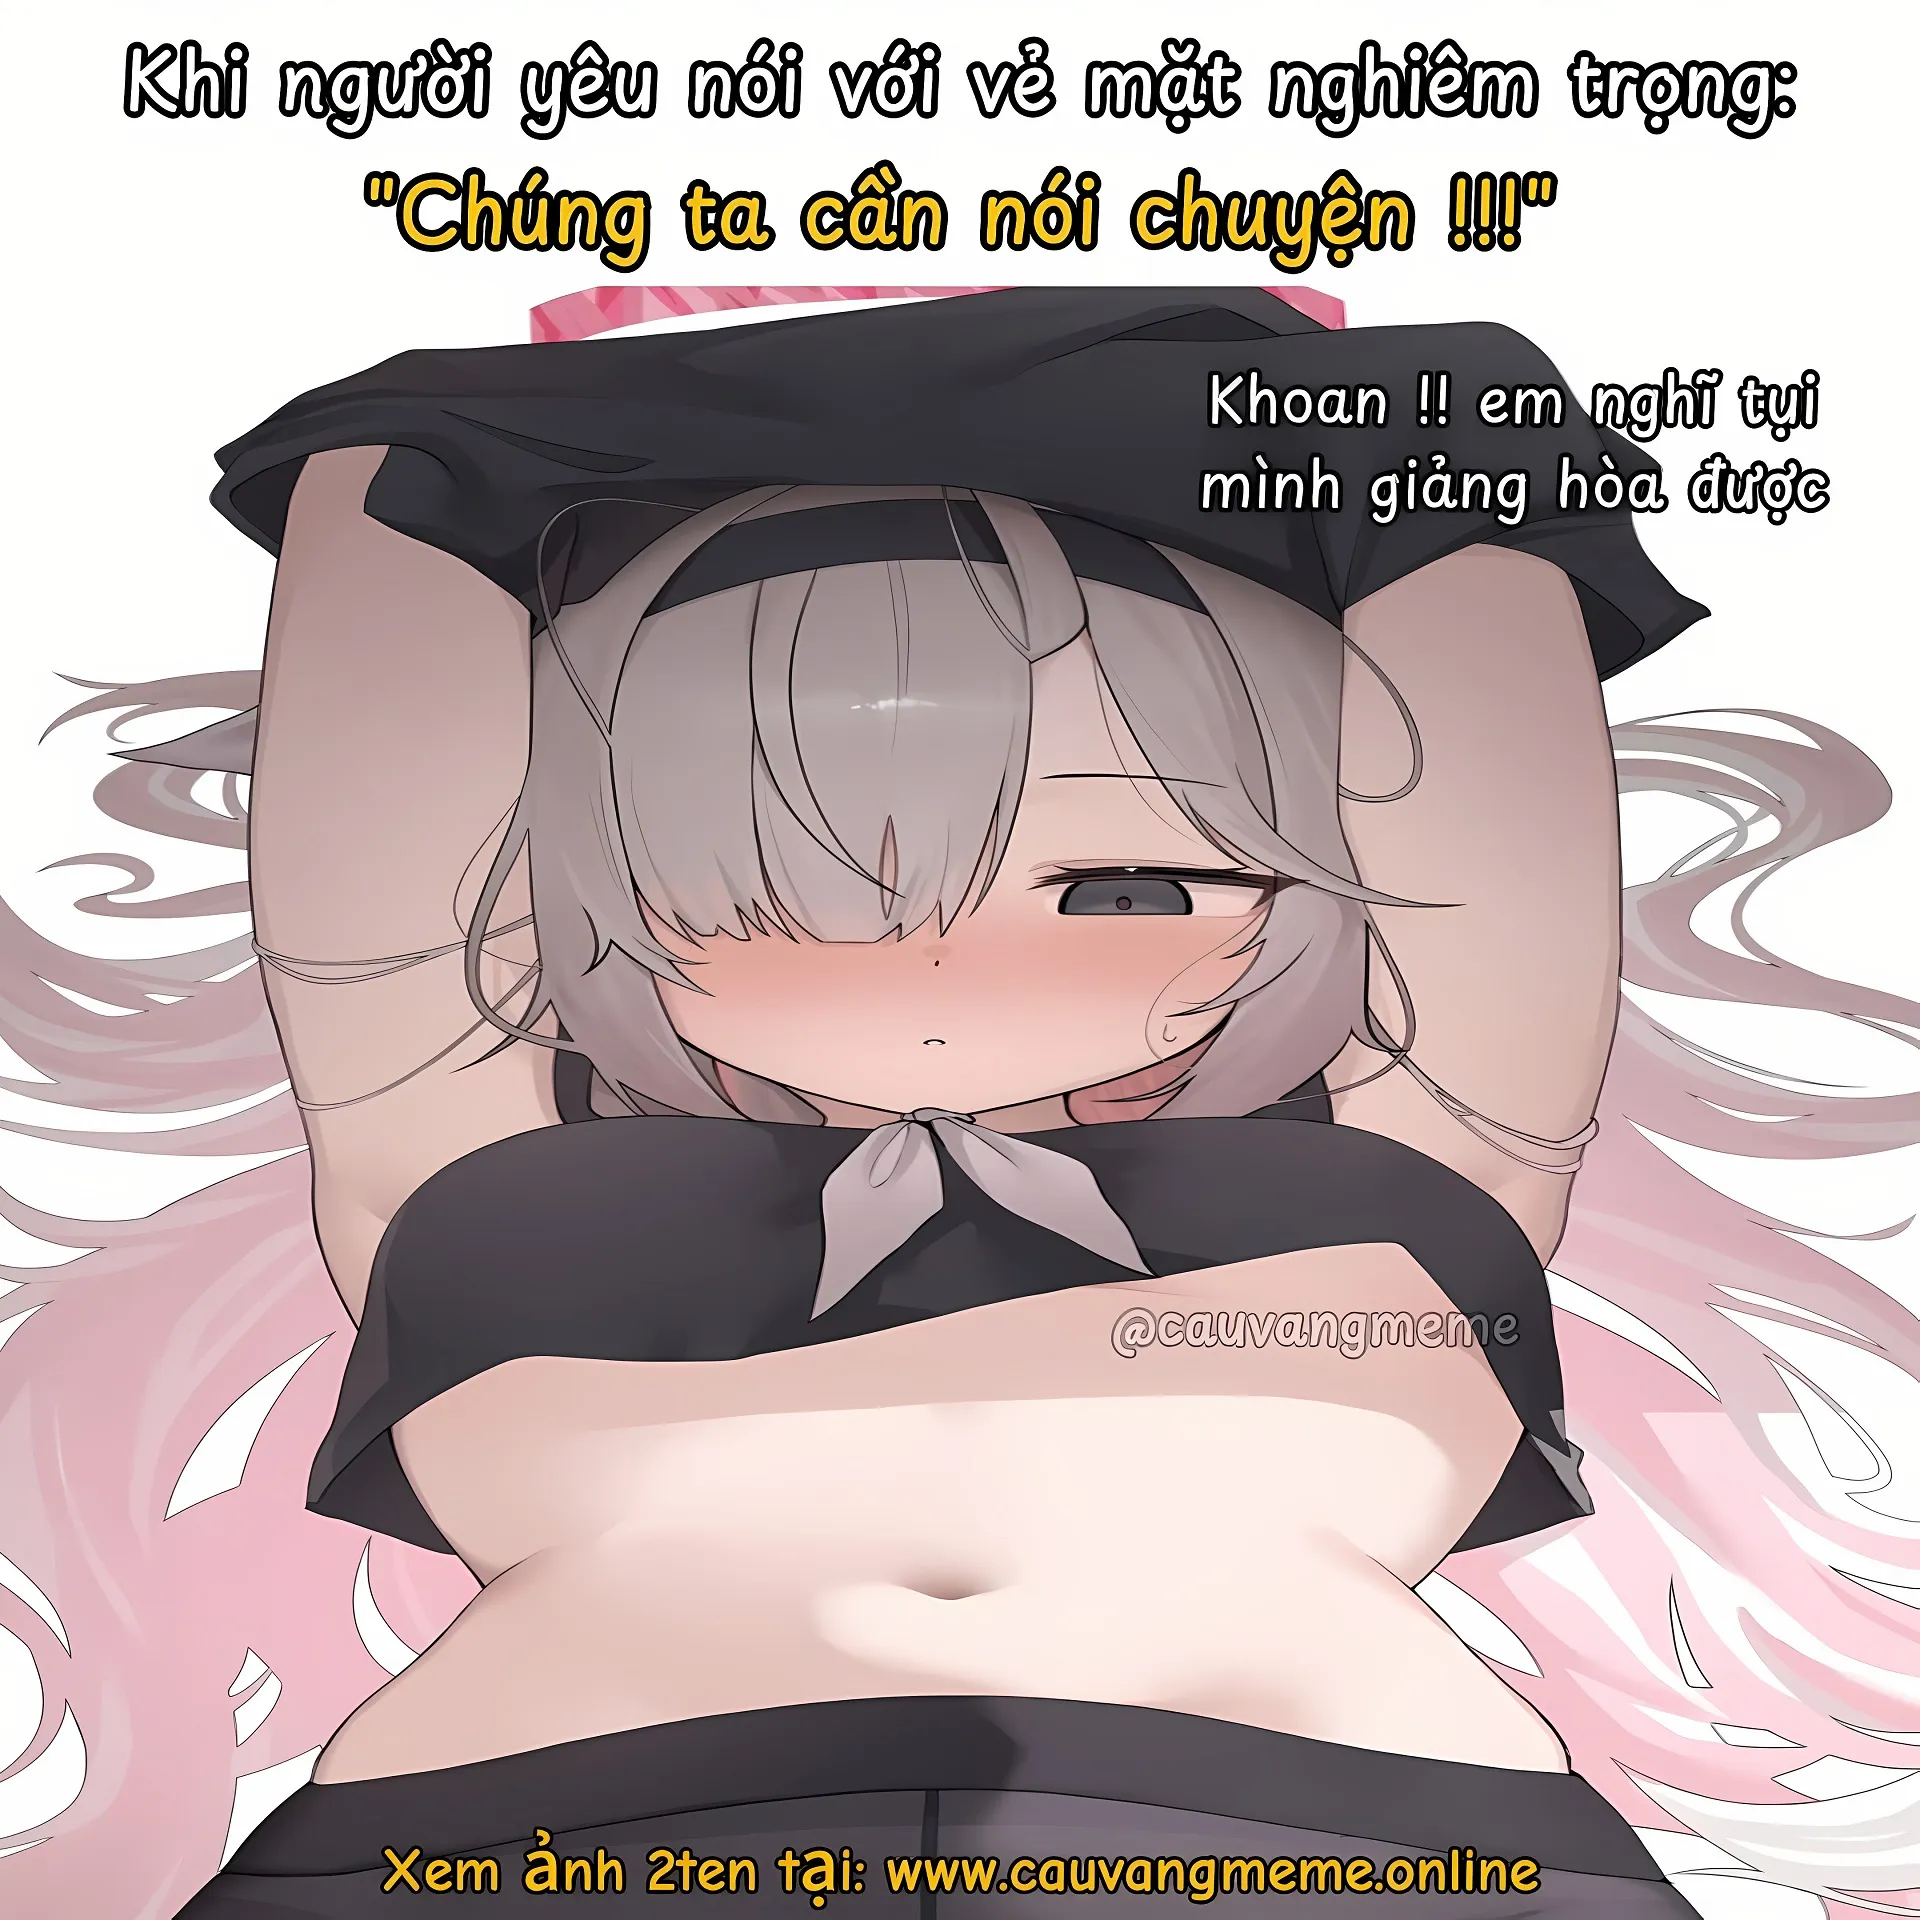 Khi người yêu nói với vẻ mặt nghiêm trọng:
"Chúng ta cần nói chuyện !!!"
Khoan !! em nghĩ tụi
mình giảng hòa được
@cauvangmeme
Xem ảnh 2ten tại: www.cauvangmeme.online